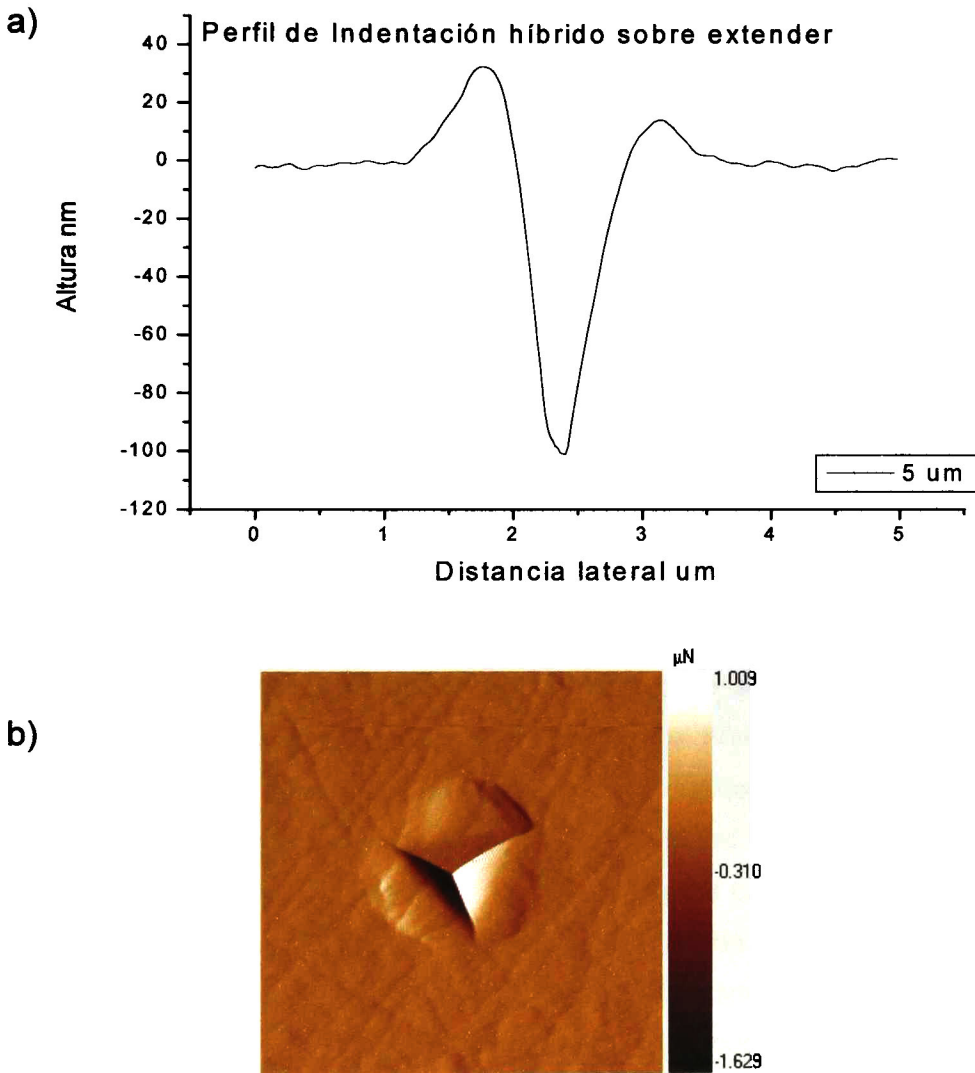 a)
Perfil de Indentación híbrido sobre extender
40
20
0
-20
-40
-60
-80
-100
-120
Altura nm
5 um
0 1 2 3 4 5
Distancia lateral um
b)
µN
1.009
-0.310
-1.629